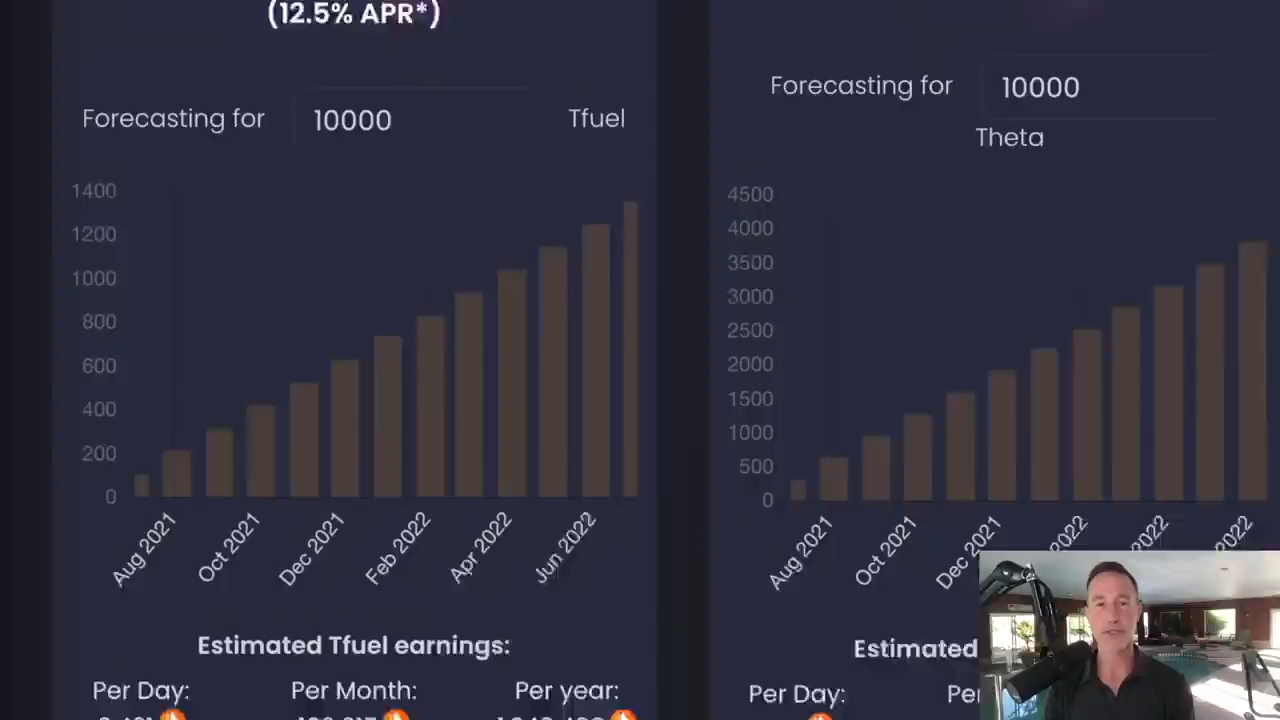 (12.5% APR*)
Forecasting for 10000 Tfuel
1400
1200
1000
800
600
400
200
0
Aug 2021
Oct 2021
Dec 2021
Feb 2022
Apr 2022
Jun 2022
Estimated Tfuel earnings:
Per Day: Per Month: Per year:
Forecasting for 10000
Theta
4500
4000
3500
3000
2500
2000
1500
1000
500
0
Aug 2021
Oct 2021
Dec 2021
2022
2022
2022
Estimated
Per Day: